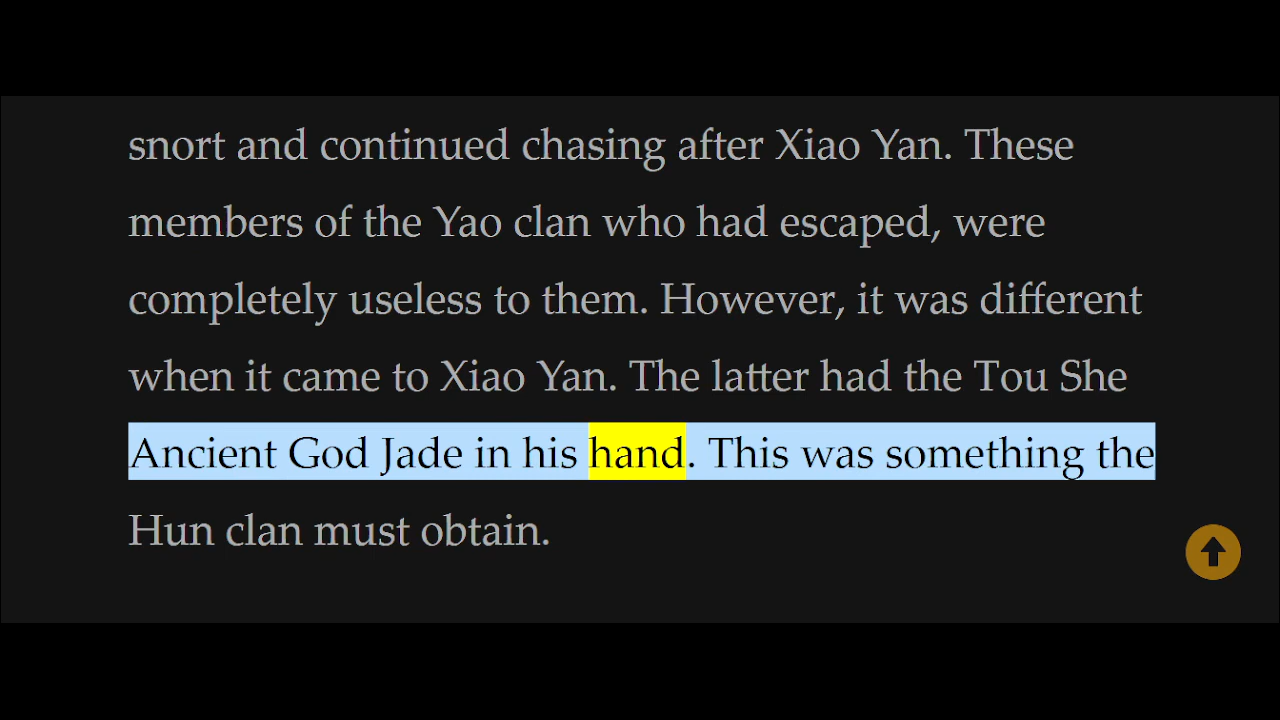 snort and continued chasing after Xiao Yan. These
members of the Yao clan who had escaped, were
completely useless to them. However, it was different
when it came to Xiao Yan. The latter had the Tou She
Ancient God Jade in his hand. This was something the
Hun clan must obtain.